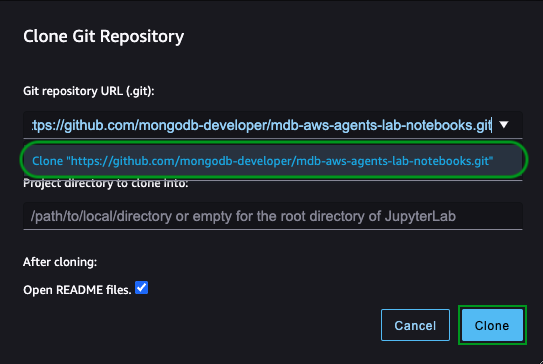 Clone Git Repository
Git repository URL (.git):
tps://github.com/mongodb-developer/mdb-aws-agents-lab-notebooks.git
Clone "https://github.com/mongodb-developer/mdb-aws-agents-lab-notebooks.git"
Project directory to clone into:
/path/to/local/directory or empty for the root directory of JupyterLab
After cloning:
Open README files.
Cancel Clone